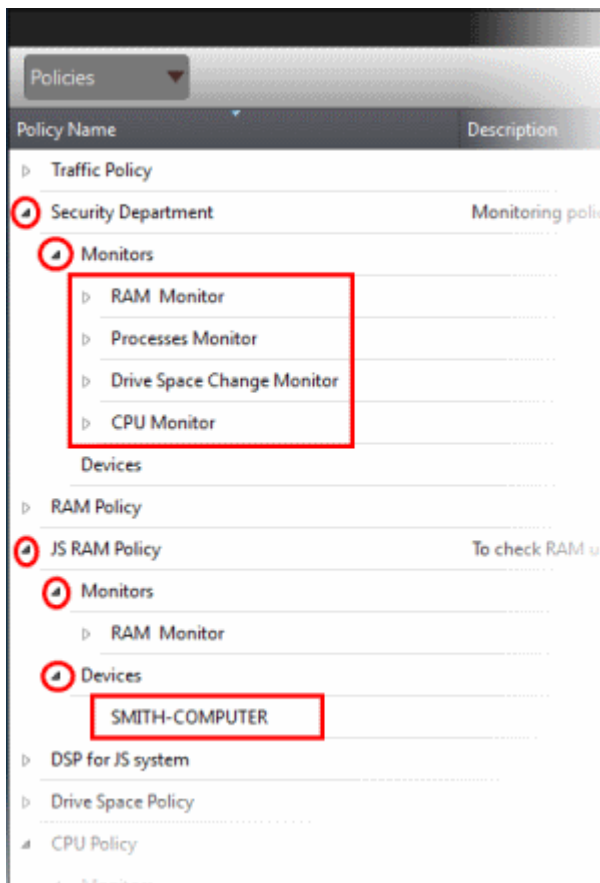 Policies
Policy Name Description
Traffic Policy
Security Department Monitoring poli
Monitors
RAM Monitor
Processes Monitor
Drive Space Change Monitor
CPU Monitor
Devices
RAM Policy
JS RAM Policy To check RAM u
Monitors
RAM Monitor
Devices
SMITH-COMPUTER
DSP for JS system
Drive Space Policy
CPU Policy
Monitors